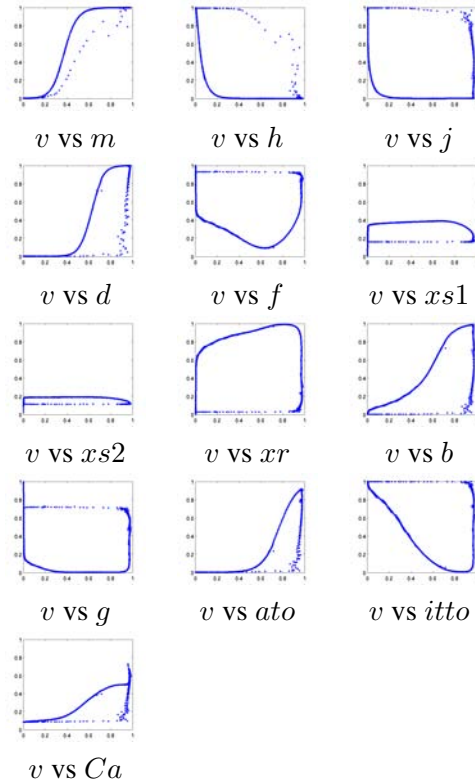 v vs m
v vs h
v vs j
v vs d
v vs f
v vs xs1
v vs xs2
v vs xr
v vs b
v vs g
v vs ato
v vs itto
v vs Ca